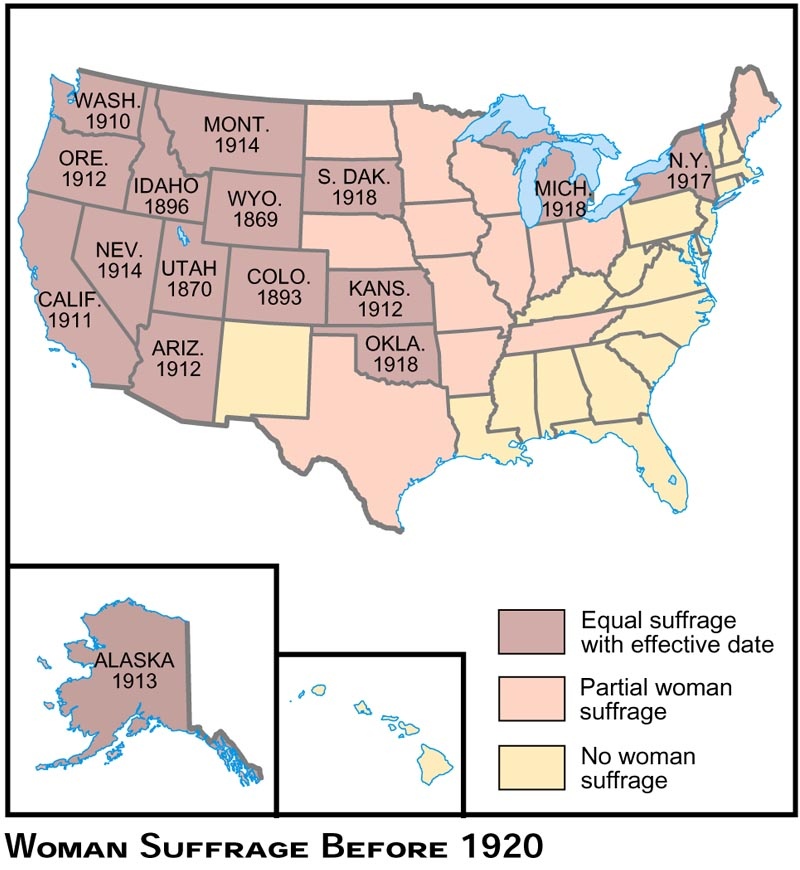 WASH.
1910
MONT.
1914
ORE.
1912
IDAHO
1896
WYO.
1869
S. DAK.
1918
MICH.
1918
N.Y.
1917
NEV.
1914
UTAH
1870
COLO.
1893
KANS.
1912
CALIF.
1911
ARIZ.
1912
OKLA.
1918
ALASKA
1913
Equal suffrage
with effective date
Partial woman
suffrage
No woman
suffrage
WOMAN SUFFRAGE BEFORE 1920